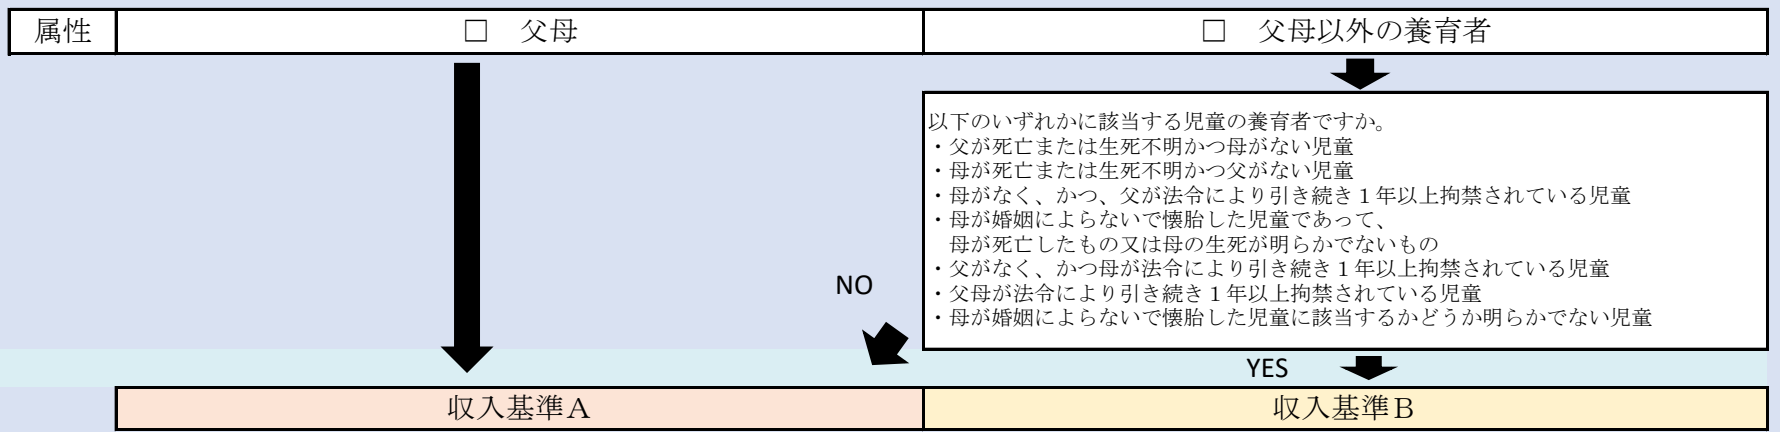 属性
□　父母
□　父母以外の養育者
以下のいずれかに該当する児童の養育者ですか。
・父が死亡または生死不明かつ母がない児童
・母が死亡または生死不明かつ父がない児童
・母がなく、かつ、父が法令により引き続き１年以上拘禁されている児童
・母が婚姻によらないで懐胎した児童であって、
　母が死亡したもの又は母の生死が明らかでないもの
・父がなく、かつ母が法令により引き続き１年以上拘禁されている児童
・父母が法令により引き続き１年以上拘禁されている児童
・母が婚姻によらないで懐胎した児童に該当するかどうか明らかでない児童
NO
YES
収入基準Ａ
収入基準Ｂ